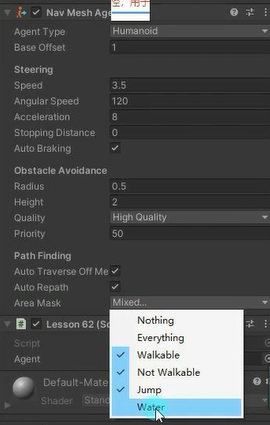 径，用于
Nav Mesh Age
Agent Type Humanoid
Base Offset 1
Steering
Speed 3.5
Angular Speed 120
Acceleration 8
Stopping Distance 0
Auto Braking
Obstacle Avoidance
Radius 0.5
Height 2
Quality High Quality
Priority 50
Path Finding
Auto Traverse Off Me
Auto Repath
Area Mask Mixed...
Lesson 62 (Sc
Script
Agent
Nothing
Everything
Walkable
Not Walkable
Jump
Water
Default-Mate
Shader Stand